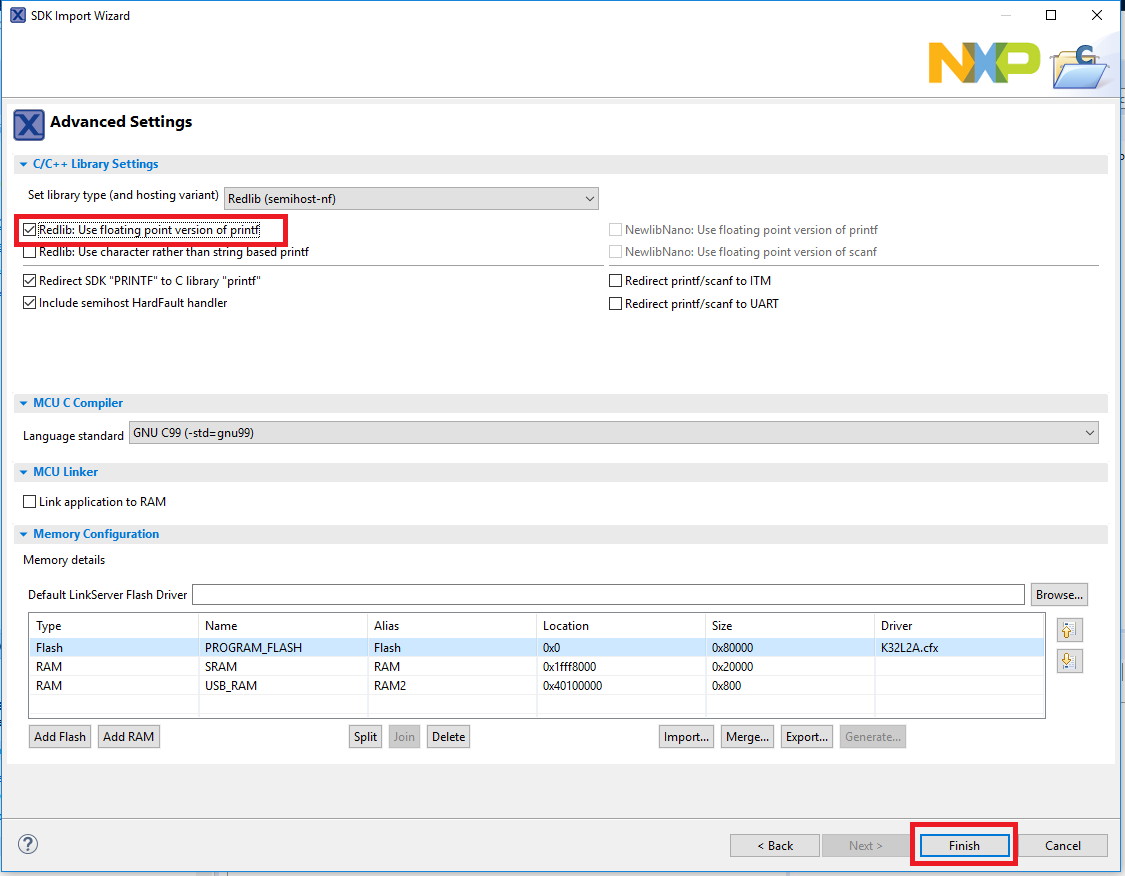 SDK Import Wizard
NXP
C
Advanced Settings
C/C++ Library Settings
Set library type (and hosting variant) Redlib (semihost-nf)
Redlib: Use floating point version of printf
NewlibNano: Use floating point version of printf
Redlib: Use character rather than string based printf
NewlibNano: Use floating point version of scanf
Redirect SDK "PRINTF" to C library "printf"
Redirect printf/scanf to ITM
Include semihost HardFault handler
Redirect printf/scanf to UART
MCU C Compiler
Language standard GNU C99 (-std=gnu99)
MCU Linker
Link application to RAM
Memory Configuration
Memory details
Default LinkServer Flash Driver Browse...
Type Name Alias Location Size Driver
Flash PROGRAM_FLASH Flash 0x0 0x80000 K32L2A.cfx
RAM SRAM RAM 0x1fff8000 0x20000
RAM USB_RAM RAM2 0x40100000 0x800
Add Flash Add RAM Split Join Delete Import... Merge... Export... Generate...
? < Back Next > Finish Cancel